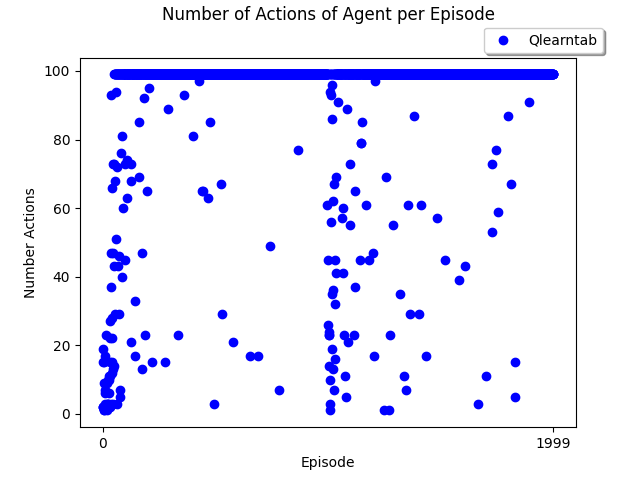 Number of Actions of Agent per Episode
Qlearntab
100
80
60
40
20
0
Number Actions
0
1999
Episode